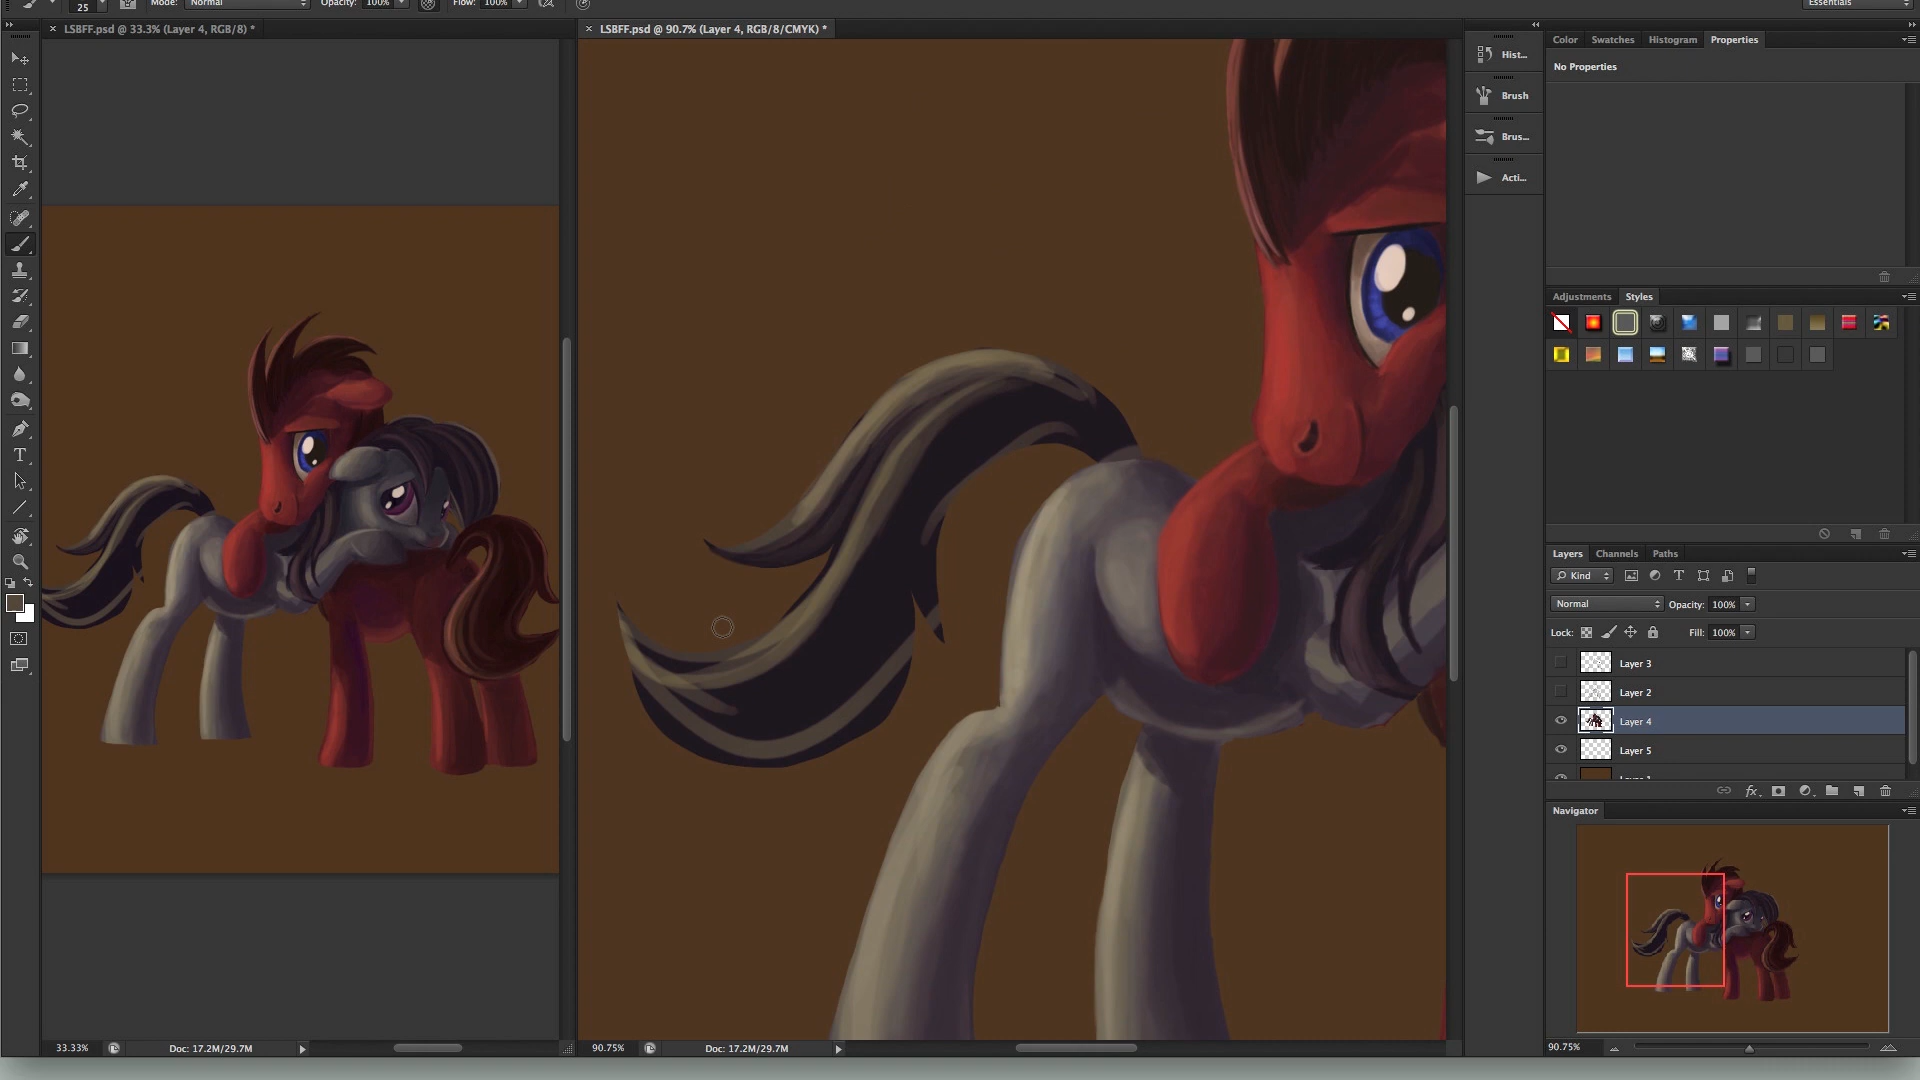 25 Mode: Normal Opacity: 100% Flow: 100% Essentials
LSBFF.psd @ 33.3% (Layer 4, RGB/8) *
LSBFF.psd @ 90.7% (Layer 4, RGB/8/CMYK) *
Hist...
Brush
Brus...
Acti...
Color Swatches Histogram Properties
No Properties
Adjustments Styles
Layers Channels Paths
Kind
Normal Opacity: 100%
Lock: Fill: 100%
Layer 3
Layer 2
Layer 4
Layer 5
Navigator
33.33% Doc: 17.2M/29.7M
90.75% Doc: 17.2M/29.7M
90.75%